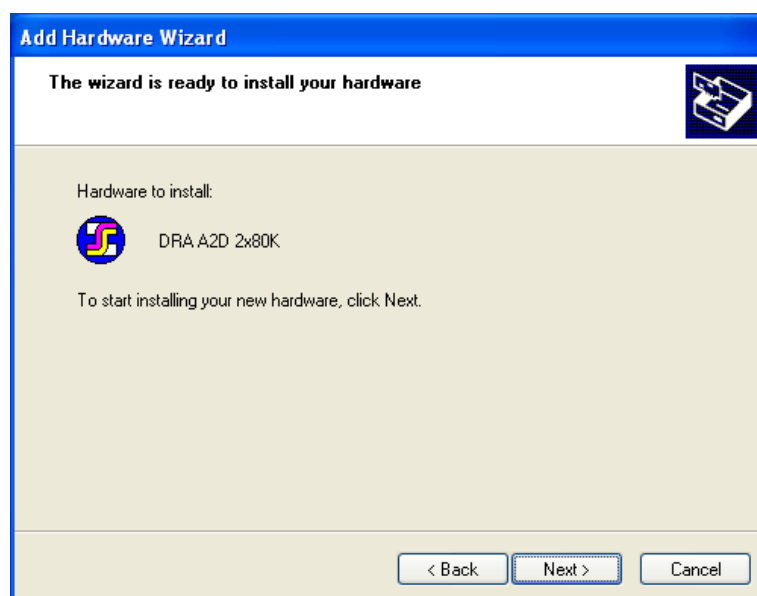 Add Hardware Wizard
The wizard is ready to install your hardware
Hardware to install:
DRA A2D 2x80K
To start installing your new hardware, click Next.
< Back Next > Cancel